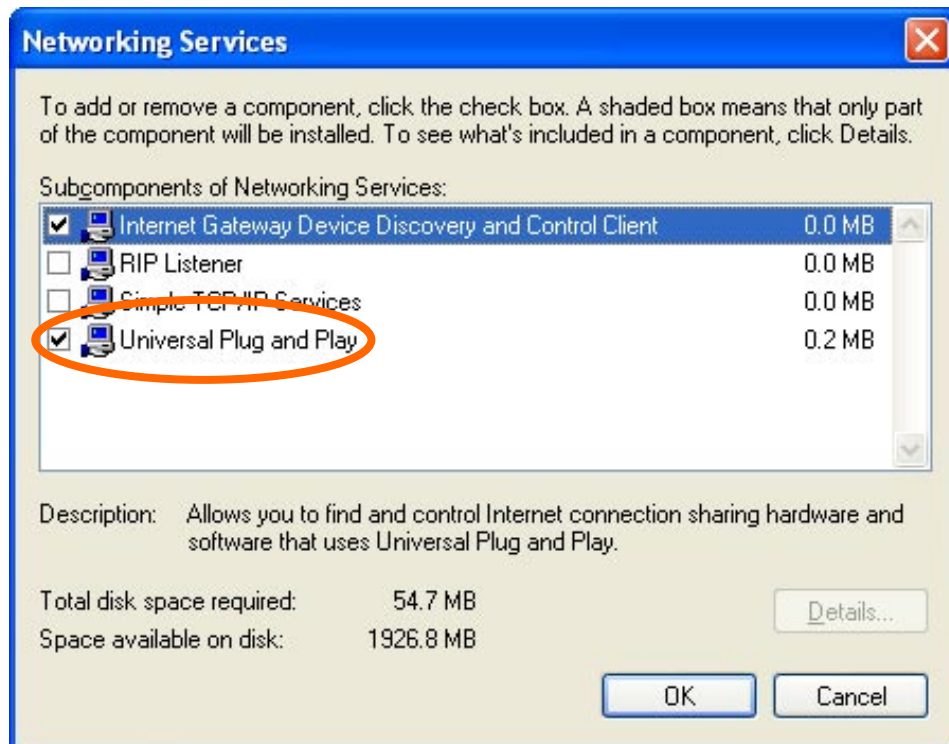 Networking Services
To add or remove a component, click the check box. A shaded box means that only part
of the component will be installed. To see what's included in a component, click Details.
Subcomponents of Networking Services:
Internet Gateway Device Discovery and Control Client 0.0 MB
RIP Listener 0.0 MB
Simple TCP/IP Services 0.0 MB
Universal Plug and Play 0.2 MB
Description: Allows you to find and control Internet connection sharing hardware and
software that uses Universal Plug and Play.
Total disk space required: 54.7 MB
Details...
Space available on disk: 1926.8 MB
OK Cancel